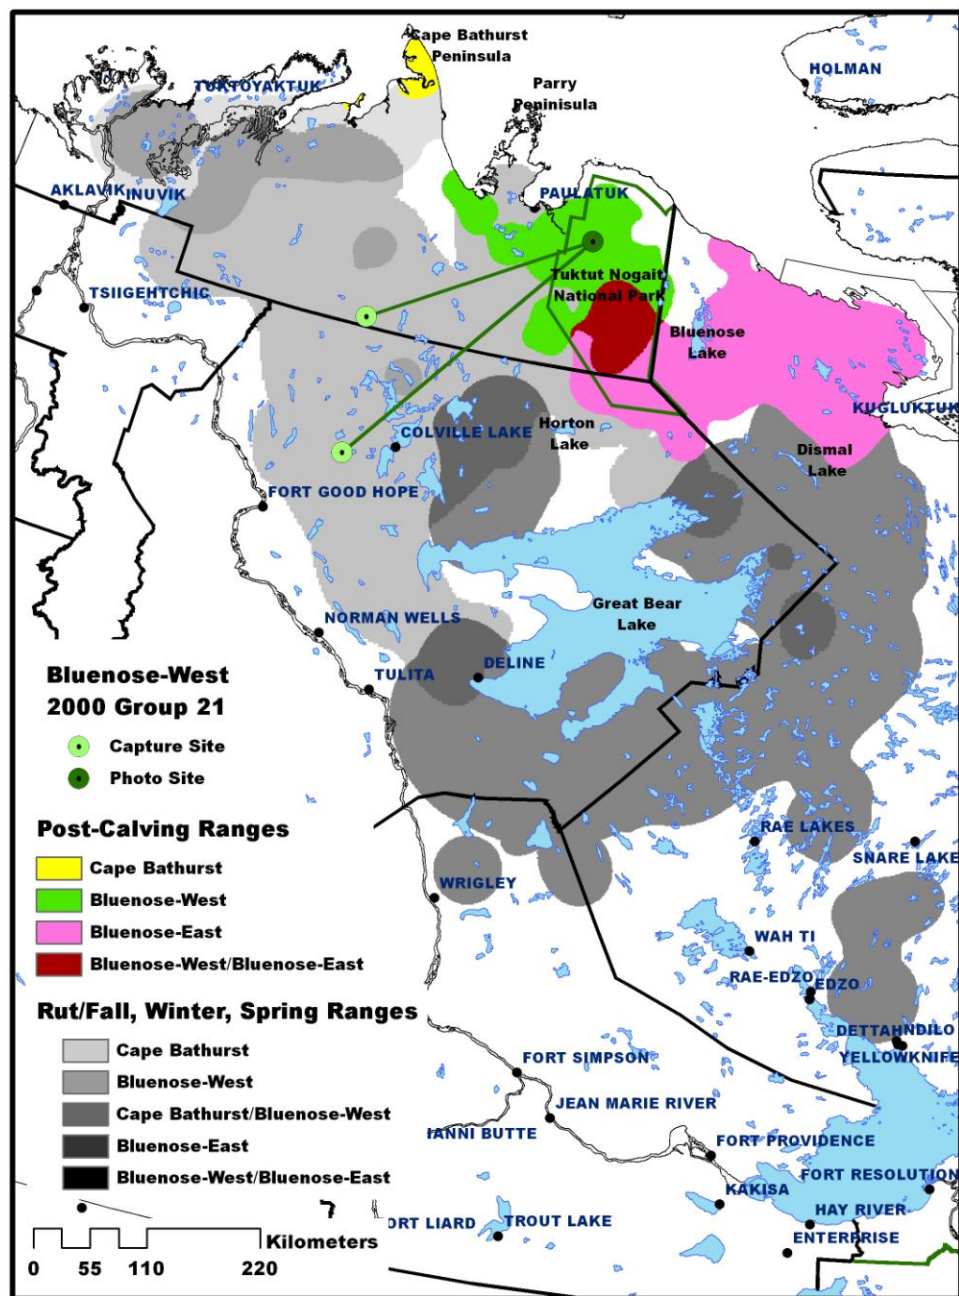 Cape Bathurst
Peninsula
HOLMAN
TUKTOYAKTUK
Parry
Peninisula
AKLAVIK
INUVIK
PAULATUK
Tuktut Nogait
National Park
TSIIGEHTCHIC
Bluenose
Lake
KUGLUKTUK
Horton
Lake
COLVILLE LAKE
Dismal
Lake
FORT GOOD HOPE
Great Bear
Lake
NORMAN WELLS
DELINE
TULITA
Bluenose-West
2000 Group 21
Capture Site
Photo Site
Post-Calving Ranges
Cape Bathurst
Bluenose-West
Bluenose-East
Bluenose-West/Bluenose-East
RAE LAKES
SNARE LAKE
WRIGLEY
WAH TI
RAE-EDZO
EDZO
DETTAH
NDILO
YELLOWKNIFE
Rut/Fall, Winter, Spring Ranges
Cape Bathurst
Bluenose-West
Cape Bathurst/Bluenose-West
Bluenose-East
Bluenose-West/Bluenose-East
FORT SIMPSON
JEAN MARIE RIVER
IANNI BUTTE
FORT PROVIDENCE
FORT RESOLUTION
KAKISA
HAY RIVER
ORT LIARD
TROUT LAKE
ENTERPRISE
Kilometers
0 55 110 220